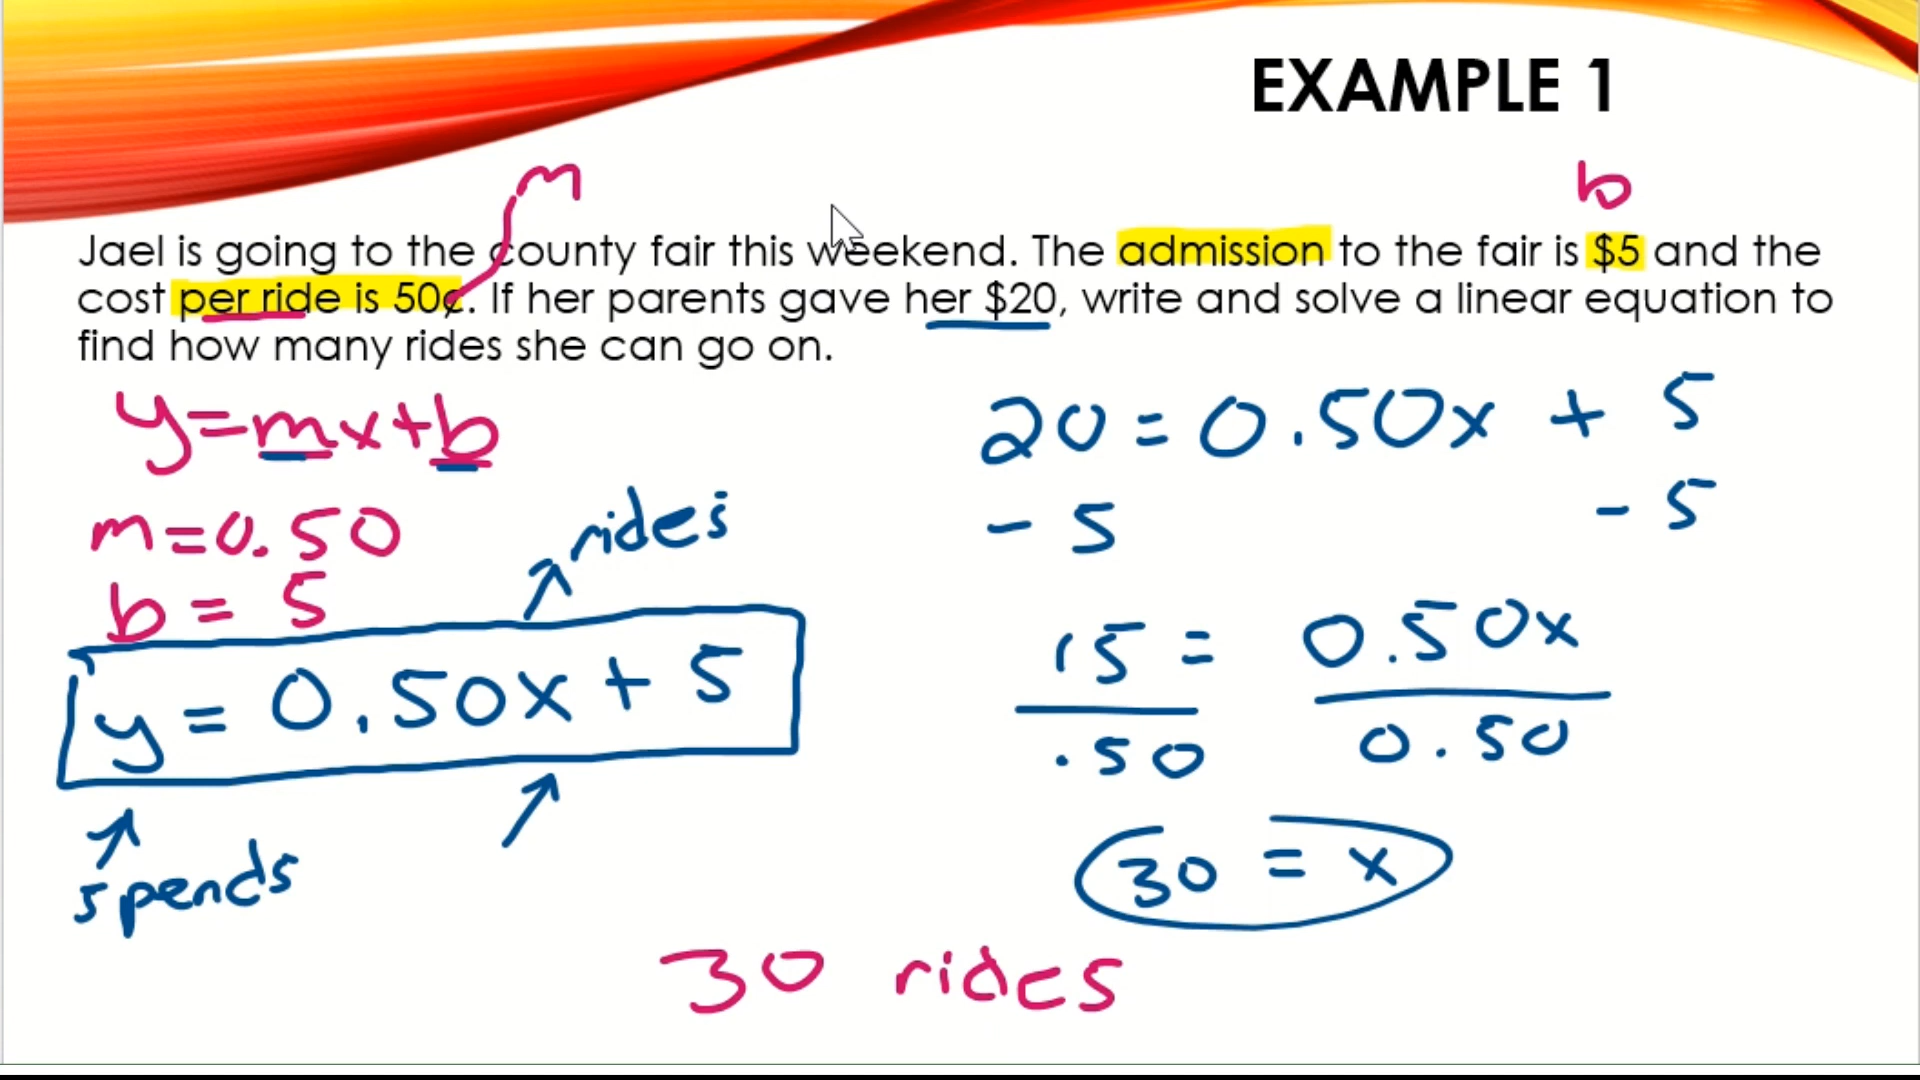 EXAMPLE 1
m
b
Jael is going to the county fair this weekend. The admission to the fair is $5 and the
cost per ride is 50¢. If her parents gave her $20, write and solve a linear equation to
find how many rides she can go on.
y=mx+b
m=0.50
b = 5
rides
y = 0.50x + 5
spends
20 = 0.50x + 5
- 5 - 5
15 = 0.50x
.50 0.50
30 = x
30 rides